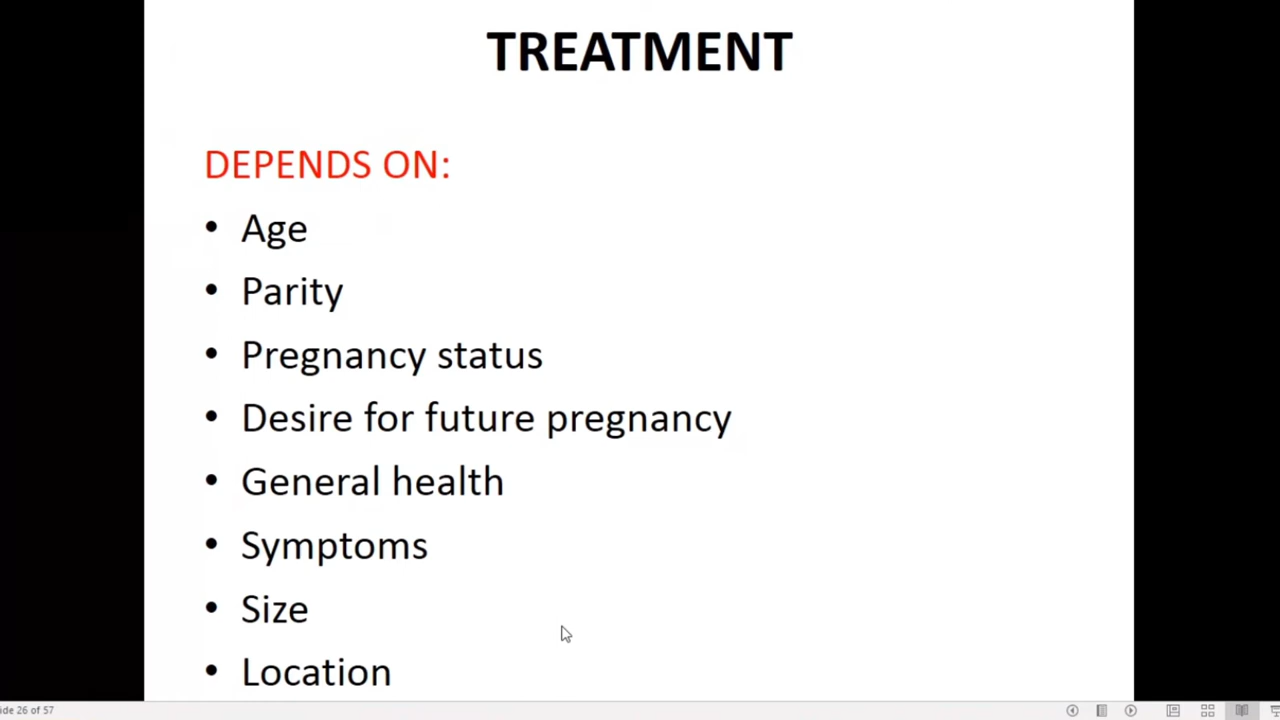 TREATMENT
DEPENDS ON:
• Age
• Parity
• Pregnancy status
• Desire for future pregnancy
• General health
• Symptoms
• Size
• Location
ide 26 of 57